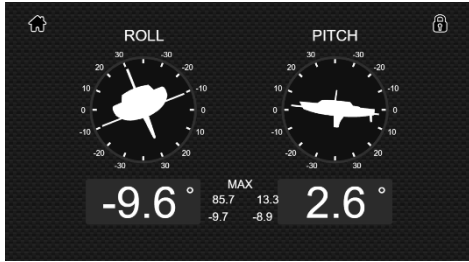 ROLL PITCH
30 -30 30 -30
20 -20 20 -20
10 -10 10 -10
0 0 0 0
-10 10 -10 10
-20 20 -20 20
-30 30 -30 30
MAX
-9.6° 85.7 13.3 2.6°
-9.7 -8.9